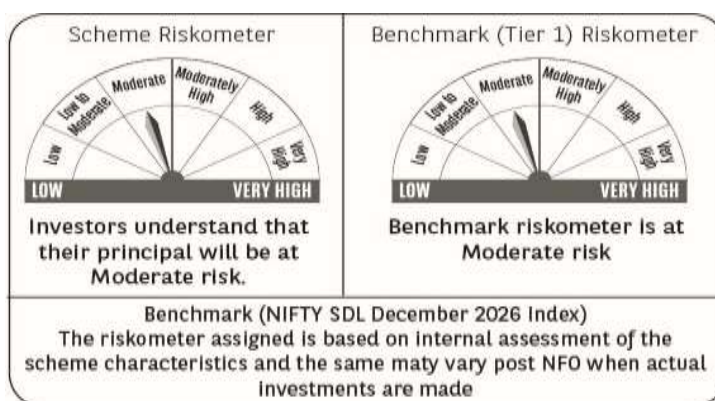 Scheme Riskometer
Low
Low to
Moderate
Moderate
Moderately
High
High
Very
High
LOW
VERY HIGH
Investors understand that
their principal will be at
Moderate risk.
Benchmark (Tier 1) Riskometer
Low
Low to
Moderate
Moderate
Moderately
High
High
Very
High
LOW
VERY HIGH
Benchmark riskometer is at
Moderate risk
Benchmark (NIFTY SDL December 2026 Index)
The riskometer assigned is based on internal assessment of the
scheme characteristics and the same maty vary post NFO when actual
investments are made